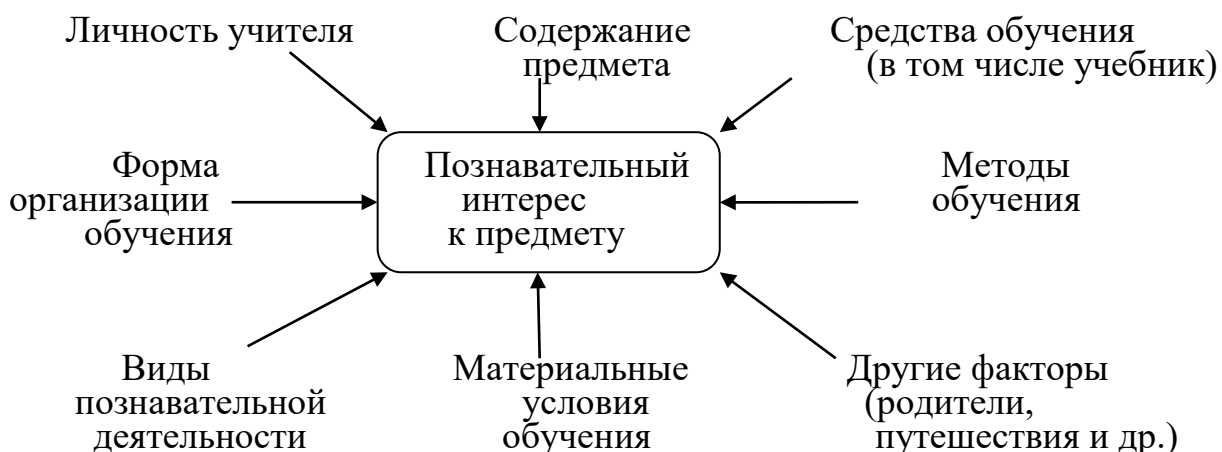 Личность учителя
Содержание
предмета
Средства обучения
(в том числе учебник)
Форма
организации
обучения
Познавательный
интерес
к предмету
Методы
обучения
Виды
познавательной
деятельности
Материальные
условия
обучения
Другие факторы
(родители,
путешествия и др.)